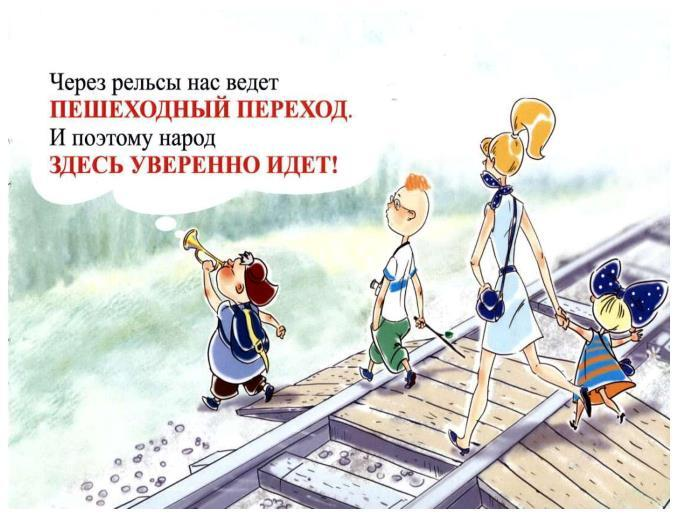 Через рельсы нас ведет
ПЕШЕХОДНЫЙ ПЕРЕХОД.
И поэтому народ
ЗДЕСЬ УВЕРЕННО ИДЕТ!